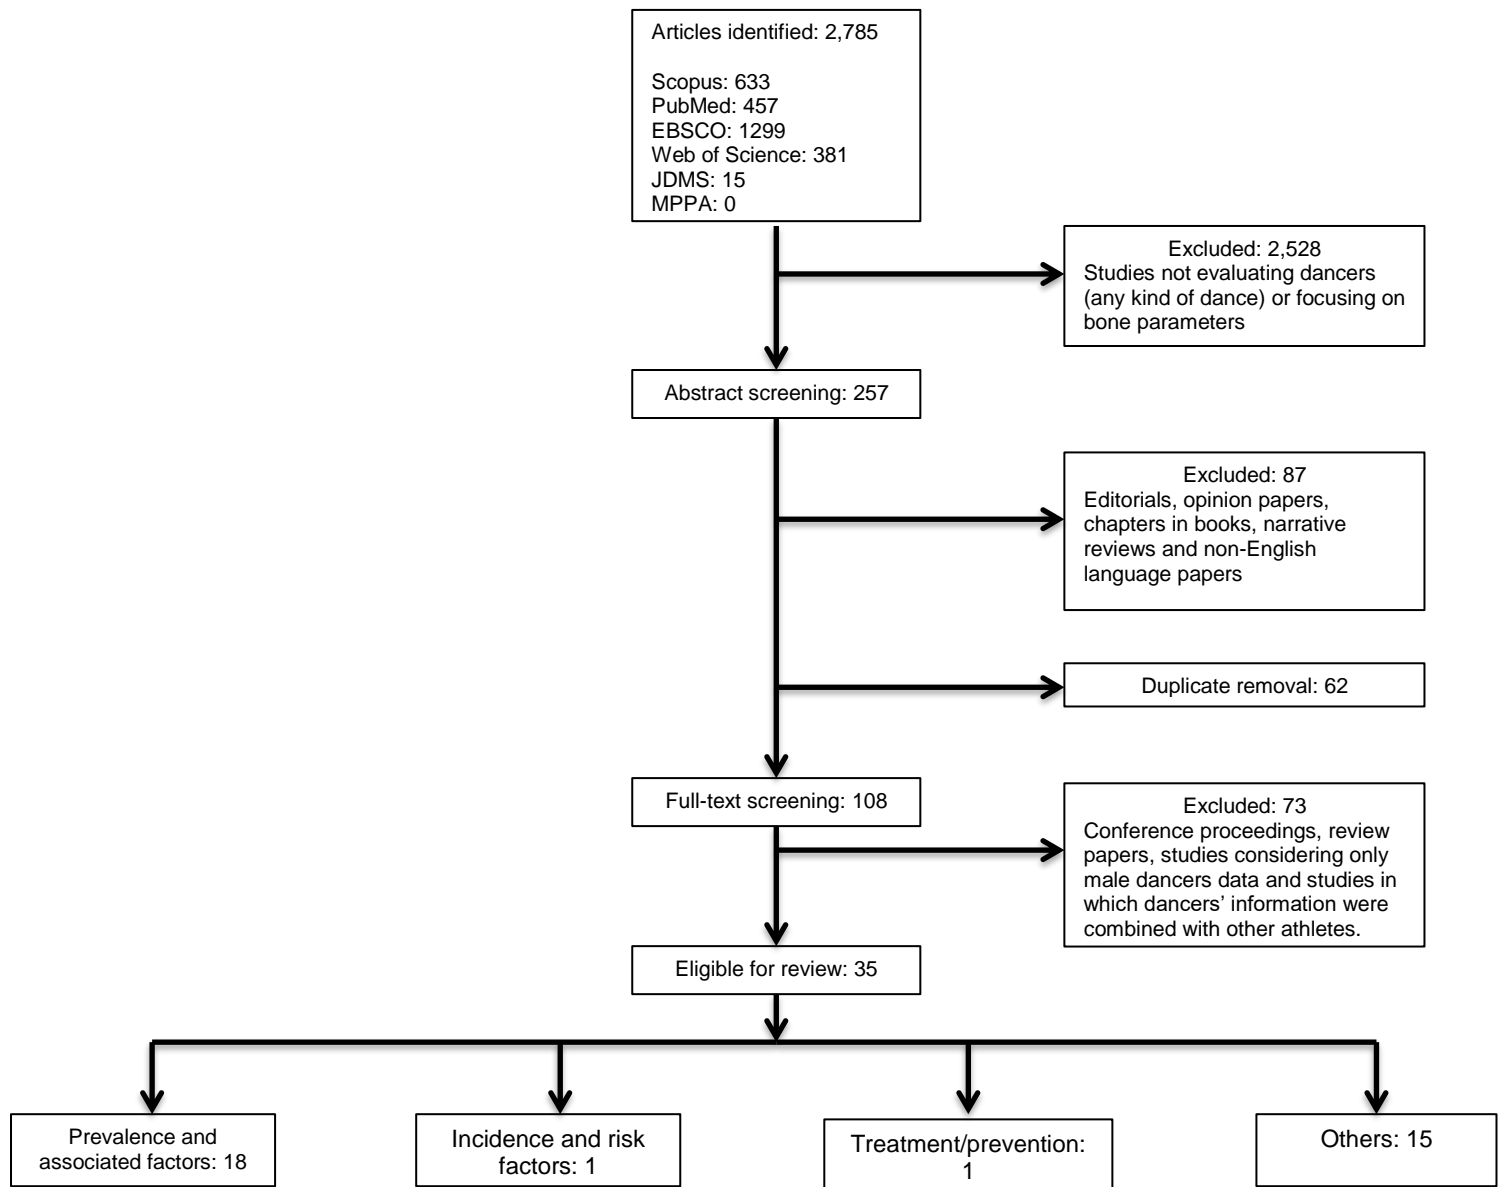 Articles identified: 2,785
Scopus: 633
PubMed: 457
EBSCO: 1299
Web of Science: 381
JDMS: 15
MPPA: 0
Excluded: 2,528
Studies not evaluating dancers
(any kind of dance) or focusing on
bone parameters
Abstract screening: 257
Excluded: 87
Editorials, opinion papers,
chapters in books, narrative
reviews and non-English
language papers
Duplicate removal: 62
Full-text screening: 108
Excluded: 73
Conference proceedings, review
papers, studies considering only
male dancers data and studies in
which dancers’ information were
combined with other athletes.
Eligible for review: 35
Prevalence and
associated factors: 18
Incidence and risk
factors: 1
Treatment/prevention:
1
Others: 15